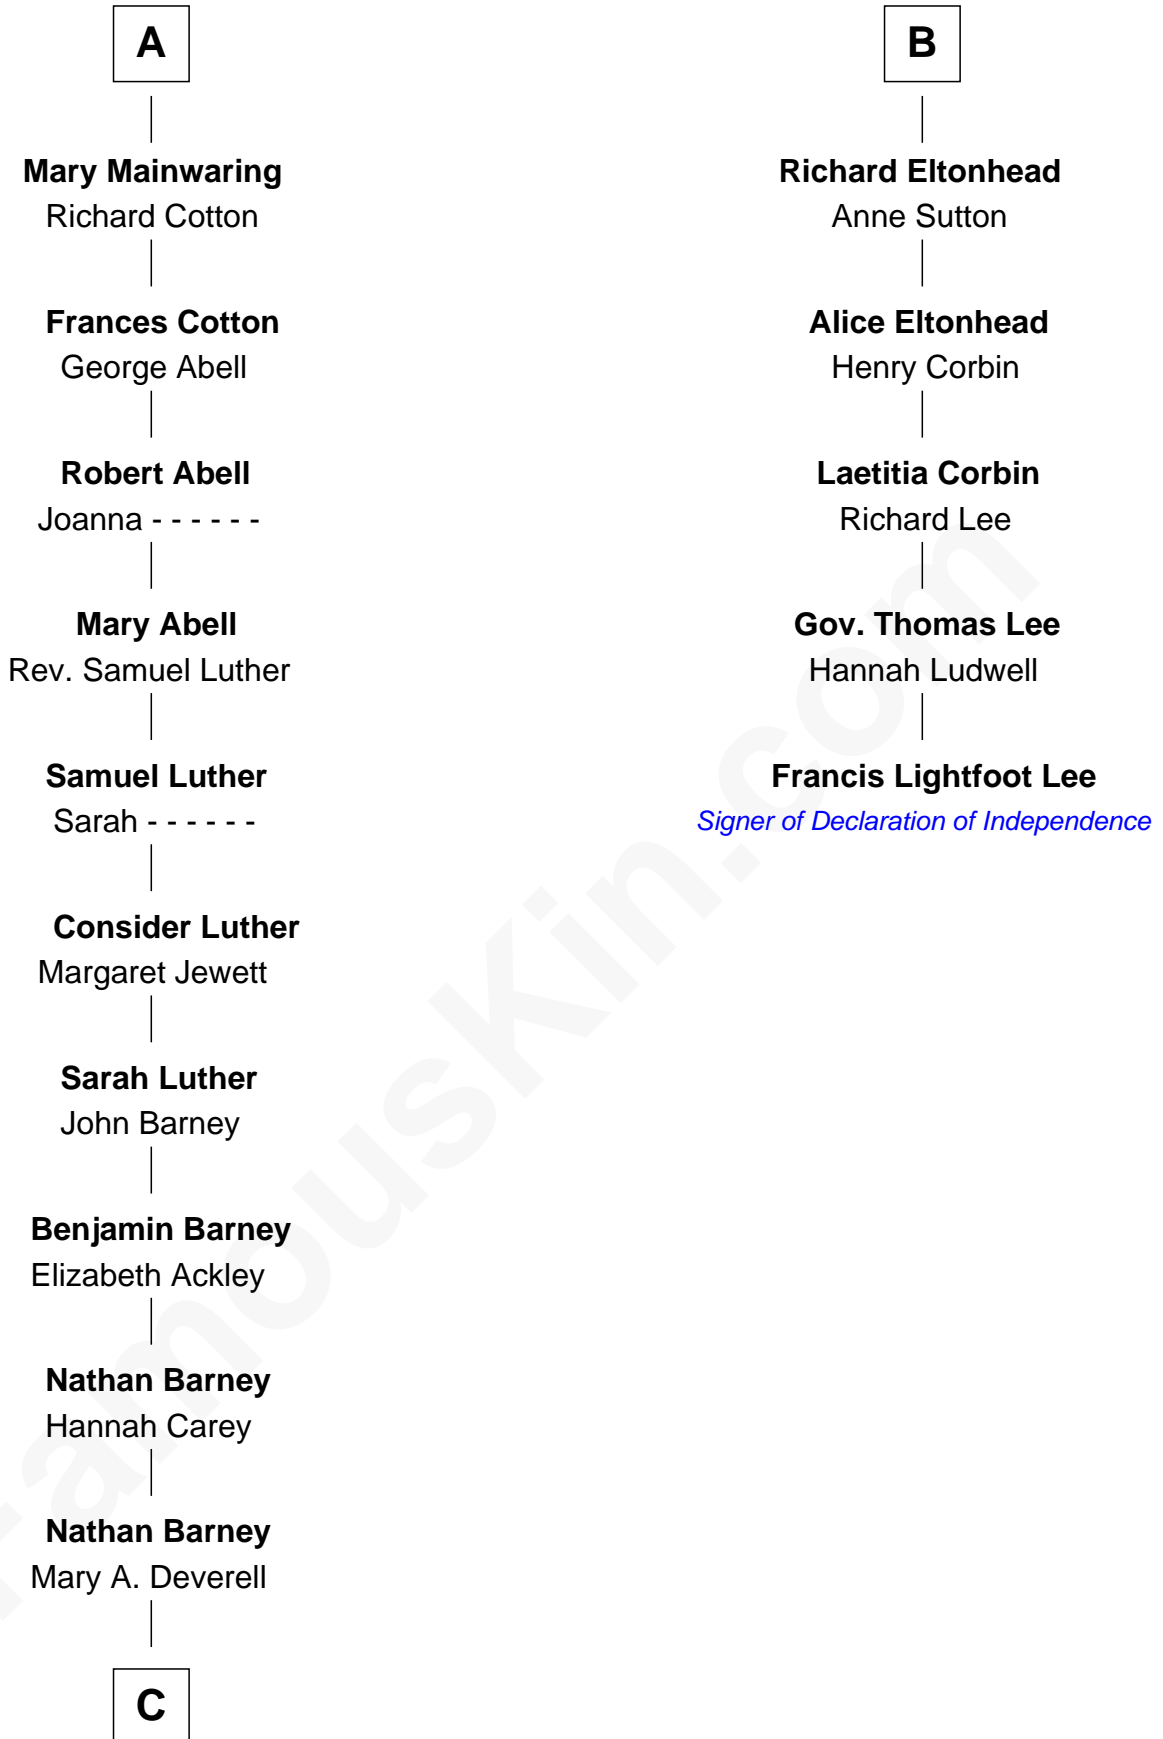 A
Mary Mainwaring
Richard Cotton
Frances Cotton
George Abell
Robert Abell
Joanna - - - - - -
Mary Abell
Rev. Samuel Luther
Samuel Luther
Sarah - - - - - -
Consider Luther
Margaret Jewett
Sarah Luther
John Barney
Benjamin Barney
Elizabeth Ackley
Nathan Barney
Hannah Carey
Nathan Barney
Mary A. Deverell
C
B
Richard Eltonhead
Anne Sutton
Alice Eltonhead
Henry Corbin
Laetitia Corbin
Richard Lee
Gov. Thomas Lee
Hannah Ludwell
Francis Lightfoot Lee
Signer of Declaration of Independence
FamousKin.com